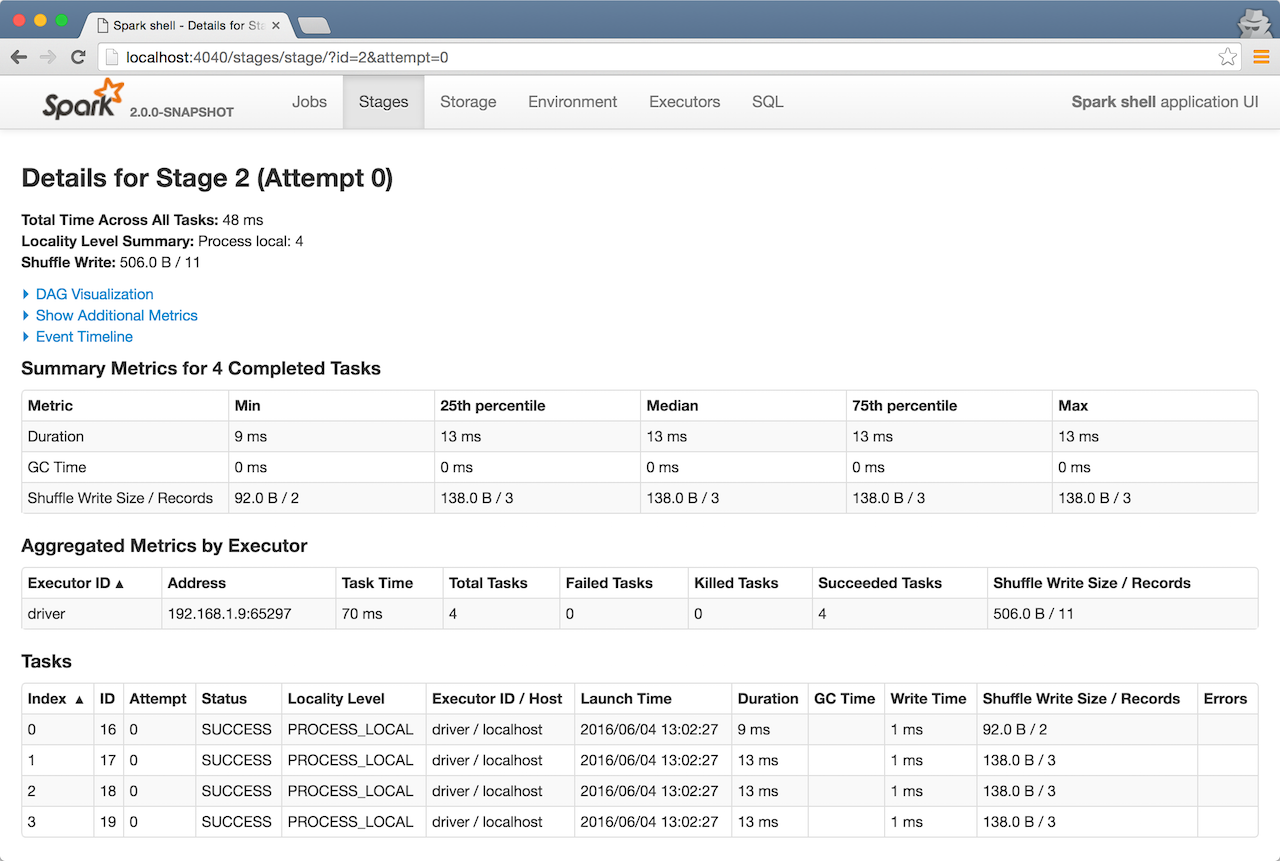 Spark shell - Details for Sta
localhost:4040/stages/stage/?id=2&attempt=0
Spark 2.0.0-SNAPSHOT Jobs Stages Storage Environment Executors SQL Spark shell application UI
Details for Stage 2 (Attempt 0)
Total Time Across All Tasks: 48 ms
Locality Level Summary: Process local: 4
Shuffle Write: 506.0 B / 11
DAG Visualization
Show Additional Metrics
Event Timeline
Summary Metrics for 4 Completed Tasks
Metric Min 25th percentile Median 75th percentile Max
Duration 9 ms 13 ms 13 ms 13 ms 13 ms
GC Time 0 ms 0 ms 0 ms 0 ms 0 ms
Shuffle Write Size / Records 92.0 B / 2 138.0 B / 3 138.0 B / 3 138.0 B / 3 138.0 B / 3
Aggregated Metrics by Executor
Executor ID ▲ Address Task Time Total Tasks Failed Tasks Killed Tasks Succeeded Tasks Shuffle Write Size / Records
driver 192.168.1.9:65297 70 ms 4 0 0 4 506.0 B / 11
Tasks
Index ▲ ID Attempt Status Locality Level Executor ID / Host Launch Time Duration GC Time Write Time Shuffle Write Size / Records Errors
0 16 0 SUCCESS PROCESS_LOCAL driver / localhost 2016/06/04 13:02:27 9 ms 1 ms 92.0 B / 2
1 17 0 SUCCESS PROCESS_LOCAL driver / localhost 2016/06/04 13:02:27 13 ms 1 ms 138.0 B / 3
2 18 0 SUCCESS PROCESS_LOCAL driver / localhost 2016/06/04 13:02:27 13 ms 1 ms 138.0 B / 3
3 19 0 SUCCESS PROCESS_LOCAL driver / localhost 2016/06/04 13:02:27 13 ms 1 ms 138.0 B / 3